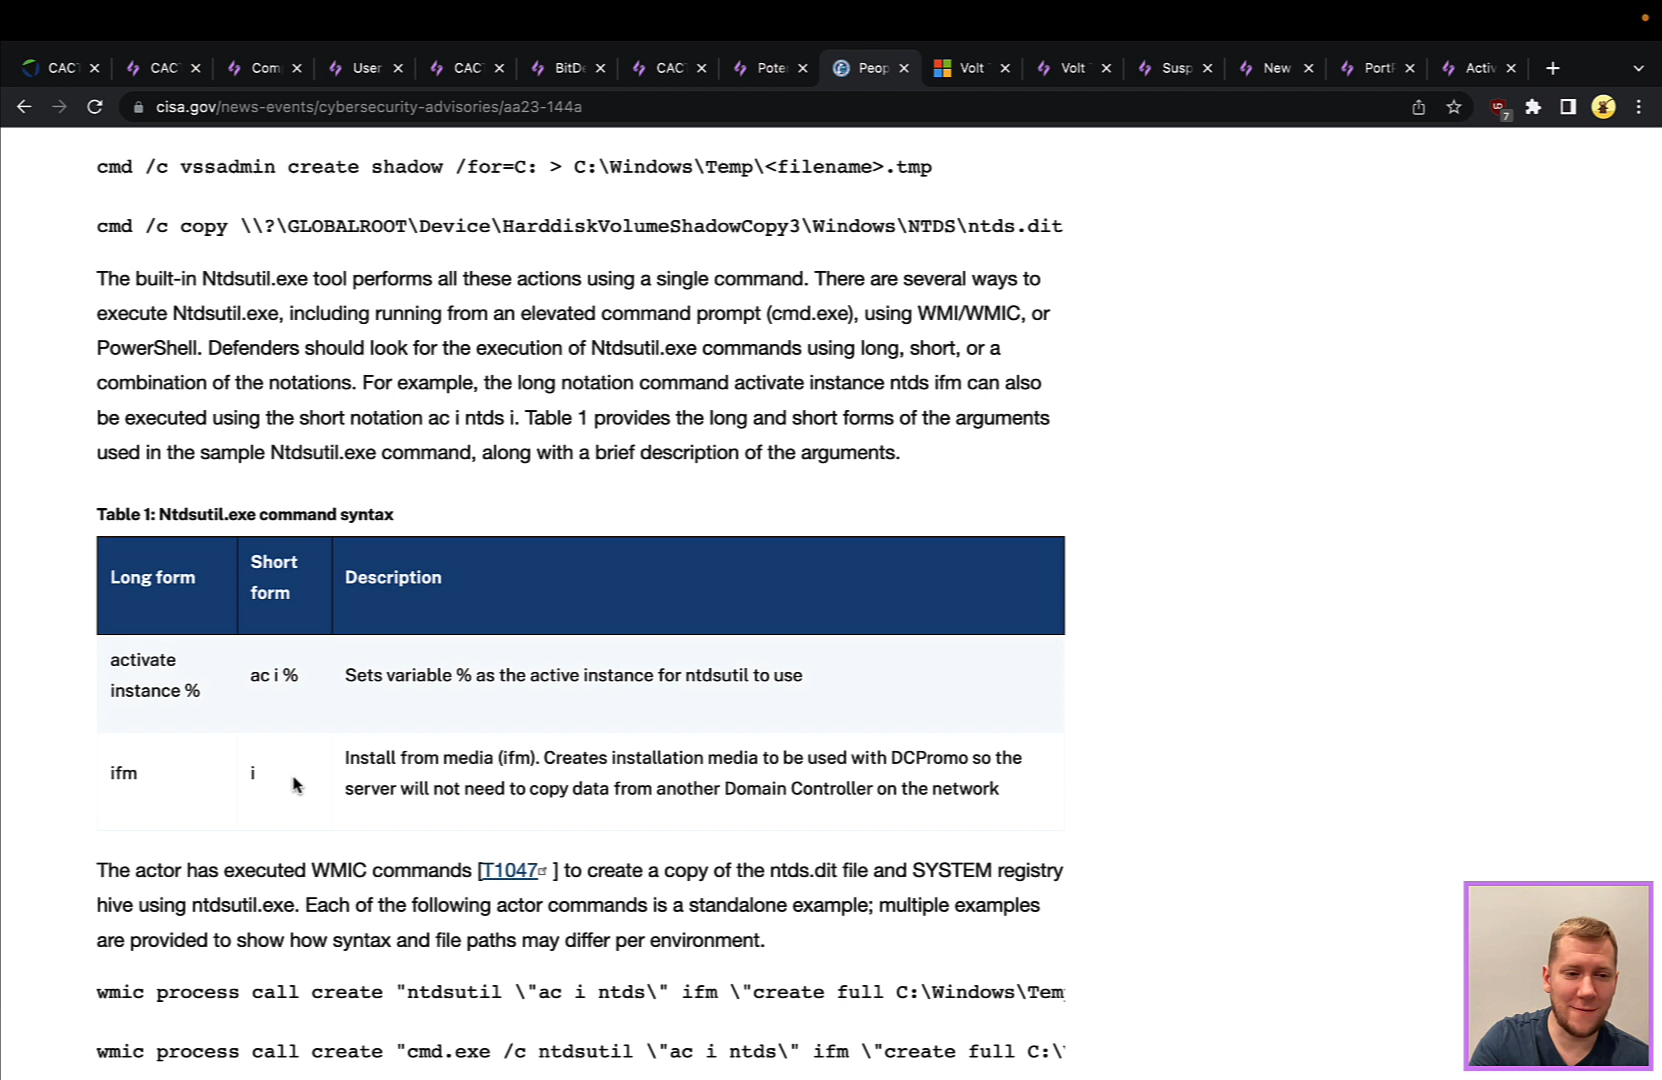 CAC
CAC
Com
User
CAC
BitD
CAC
Pote
Peop
Volt
Volt
Susp
New
PortF
Activ
cisa.gov/news-events/cybersecurity-advisories/aa23-144a
7
cmd /c vssadmin create shadow /for=C: > C:\Windows\Temp\<filename>.tmp
cmd /c copy \\?\GLOBALROOT\Device\HarddiskVolumeShadowCopy3\Windows\NTDS\ntds.dit
The built-in Ntdsutil.exe tool performs all these actions using a single command. There are several ways to
execute Ntdsutil.exe, including running from an elevated command prompt (cmd.exe), using WMI/WMIC, or
PowerShell. Defenders should look for the execution of Ntdsutil.exe commands using long, short, or a
combination of the notations. For example, the long notation command activate instance ntds ifm can also
be executed using the short notation ac i ntds i. Table 1 provides the long and short forms of the arguments
used in the sample Ntdsutil.exe command, along with a brief description of the arguments.
Table 1: Ntdsutil.exe command syntax
Long form
Short
form
Description
activate
instance %
ac i %
Sets variable % as the active instance for ntdsutil to use
ifm
i
Install from media (ifm). Creates installation media to be used with DCPromo so the
server will not need to copy data from another Domain Controller on the network
The actor has executed WMIC commands [T1047 ] to create a copy of the ntds.dit file and SYSTEM registry
hive using ntdsutil.exe. Each of the following actor commands is a standalone example; multiple examples
are provided to show how syntax and file paths may differ per environment.
wmic process call create "ntdsutil \"ac i ntds\" ifm \"create full C:\Windows\Tem
wmic process call create "cmd.exe /c ntdsutil \"ac i ntds\" ifm \"create full C:\